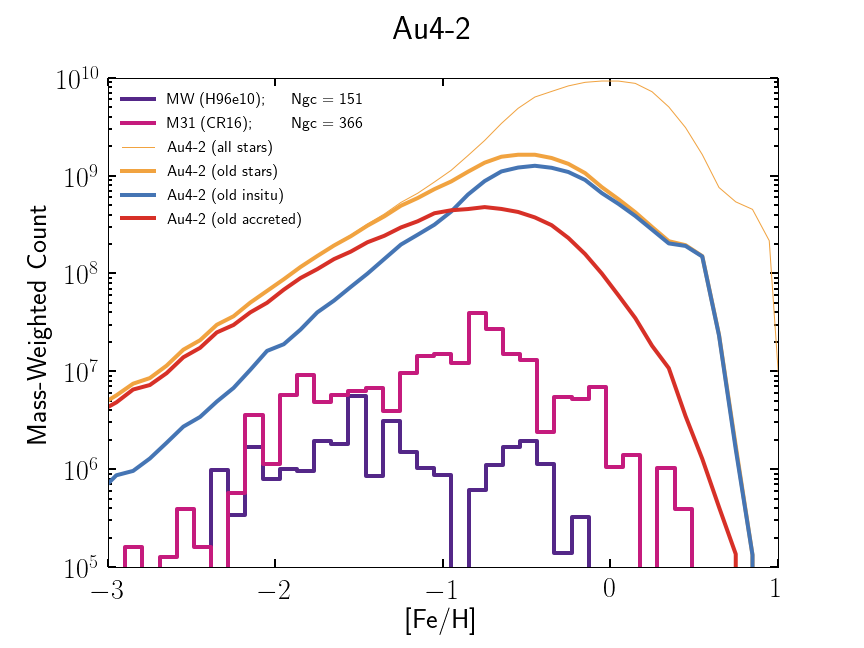 Au4-2
Mass-Weighted Count
10^10
10^9
10^8
10^7
10^6
10^5
MW (H96e10); Ngc = 151
M31 (CR16); Ngc = 366
Au4-2 (all stars)
Au4-2 (old stars)
Au4-2 (old insitu)
Au4-2 (old accreted)
−3 −2 −1 0 1
[Fe/H]